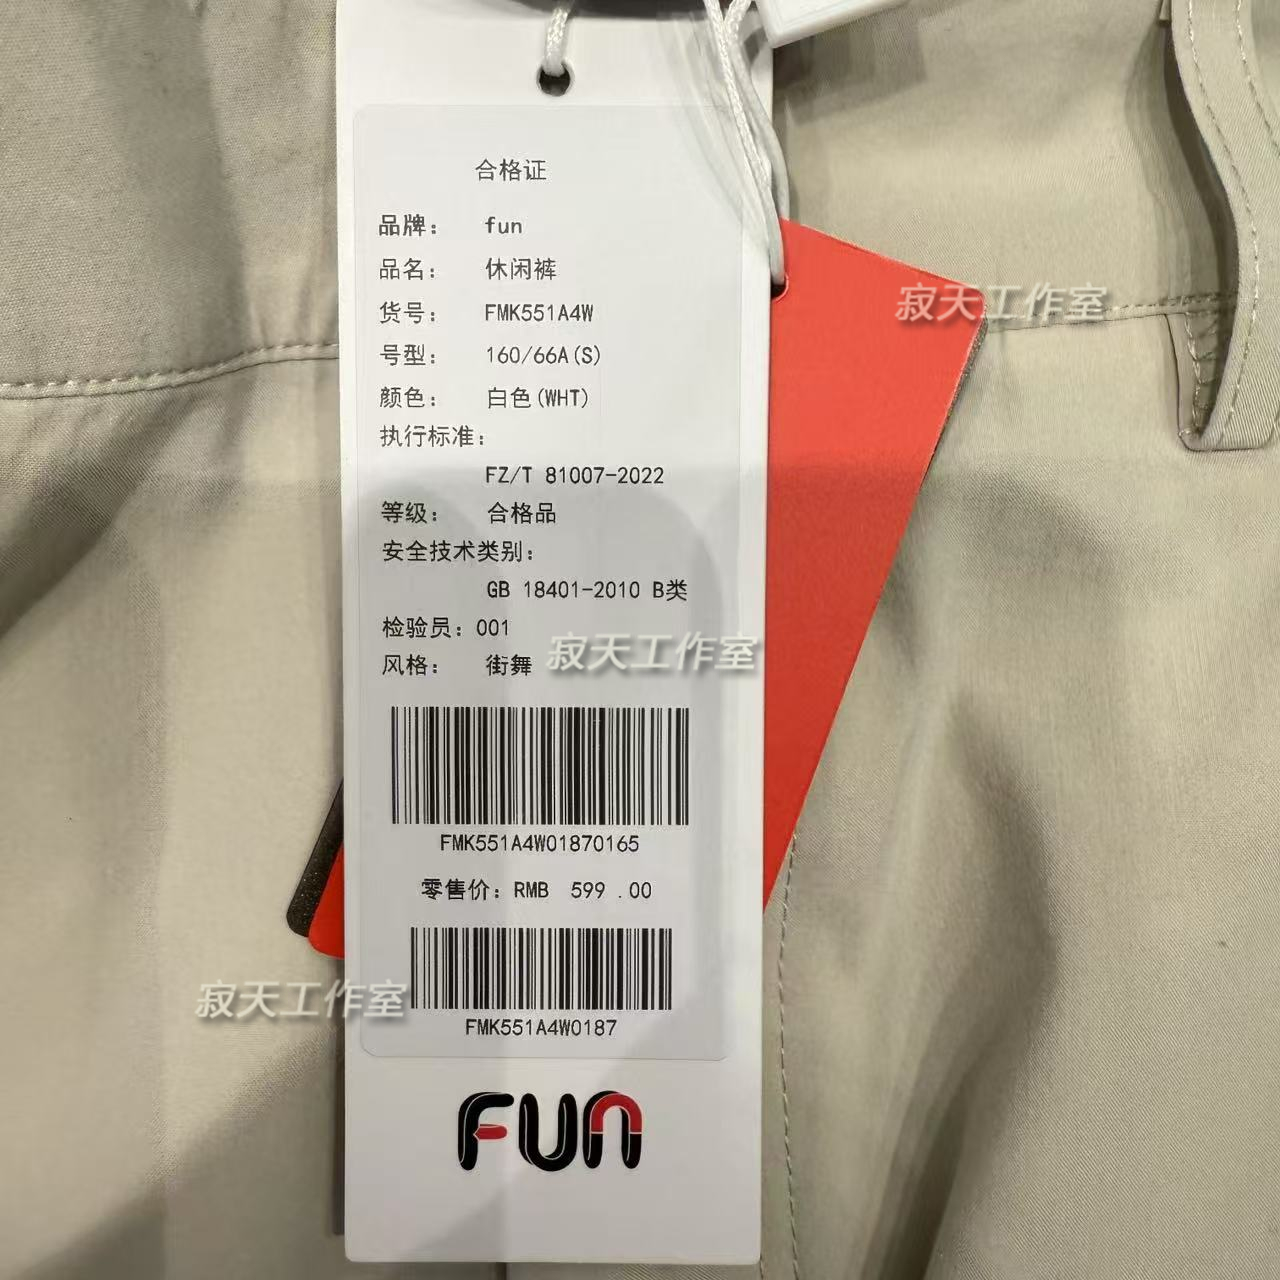 合格证
品牌： fun
品名： 休闲裤
货号： FMK551A4W
号型： 160/66A(S)
颜色： 白色(WHT)
执行标准：
FZ/T 81007-2022
等级： 合格品
安全技术类别：
GB 18401-2010 B类
检验员：001
风格： 街舞
FMK551A4W01870165
零售价：RMB 599 .00
FMK551A4W0187
FUN
寂天工作室
寂天工作室
寂天工作室